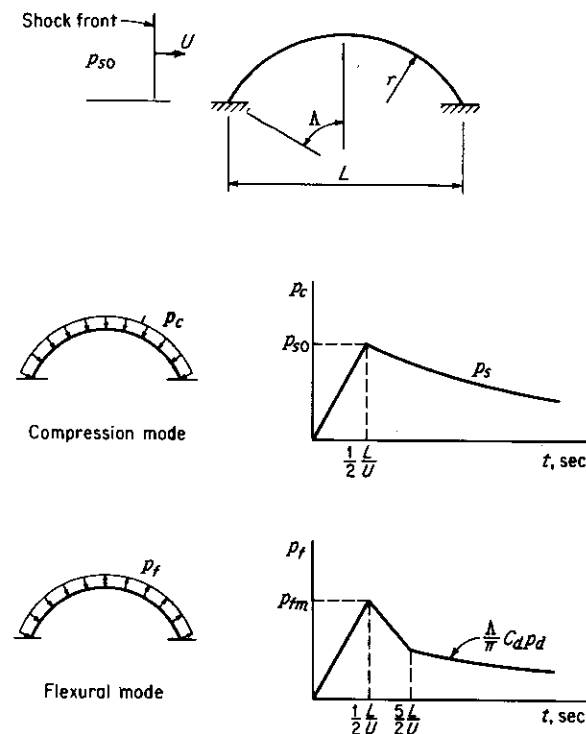 Shock front
p_so
U
r
Λ
L
p_c
Compression mode
p_c
p_so
p_s
1/2 L/U
t, sec
p_f
Flexural mode
p_f
p_fm
Λ/π C_d p_d
1/2 L/U
5/2 L/U
t, sec